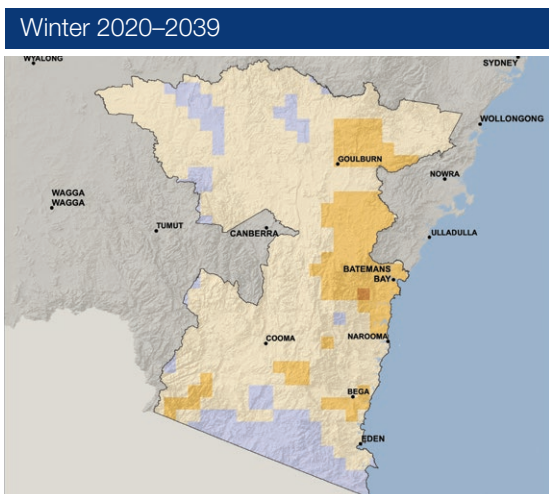 Winter 2020–2039
WYALONG
SYDNEY
WOLLONGONG
GOULBURN
NOWRA
WAGGA
WAGGA
TUMUT
CANBERRA
ULLADULLA
BATEMANS
BAY
COOMA
NAROOMA
BEGA
EDEN